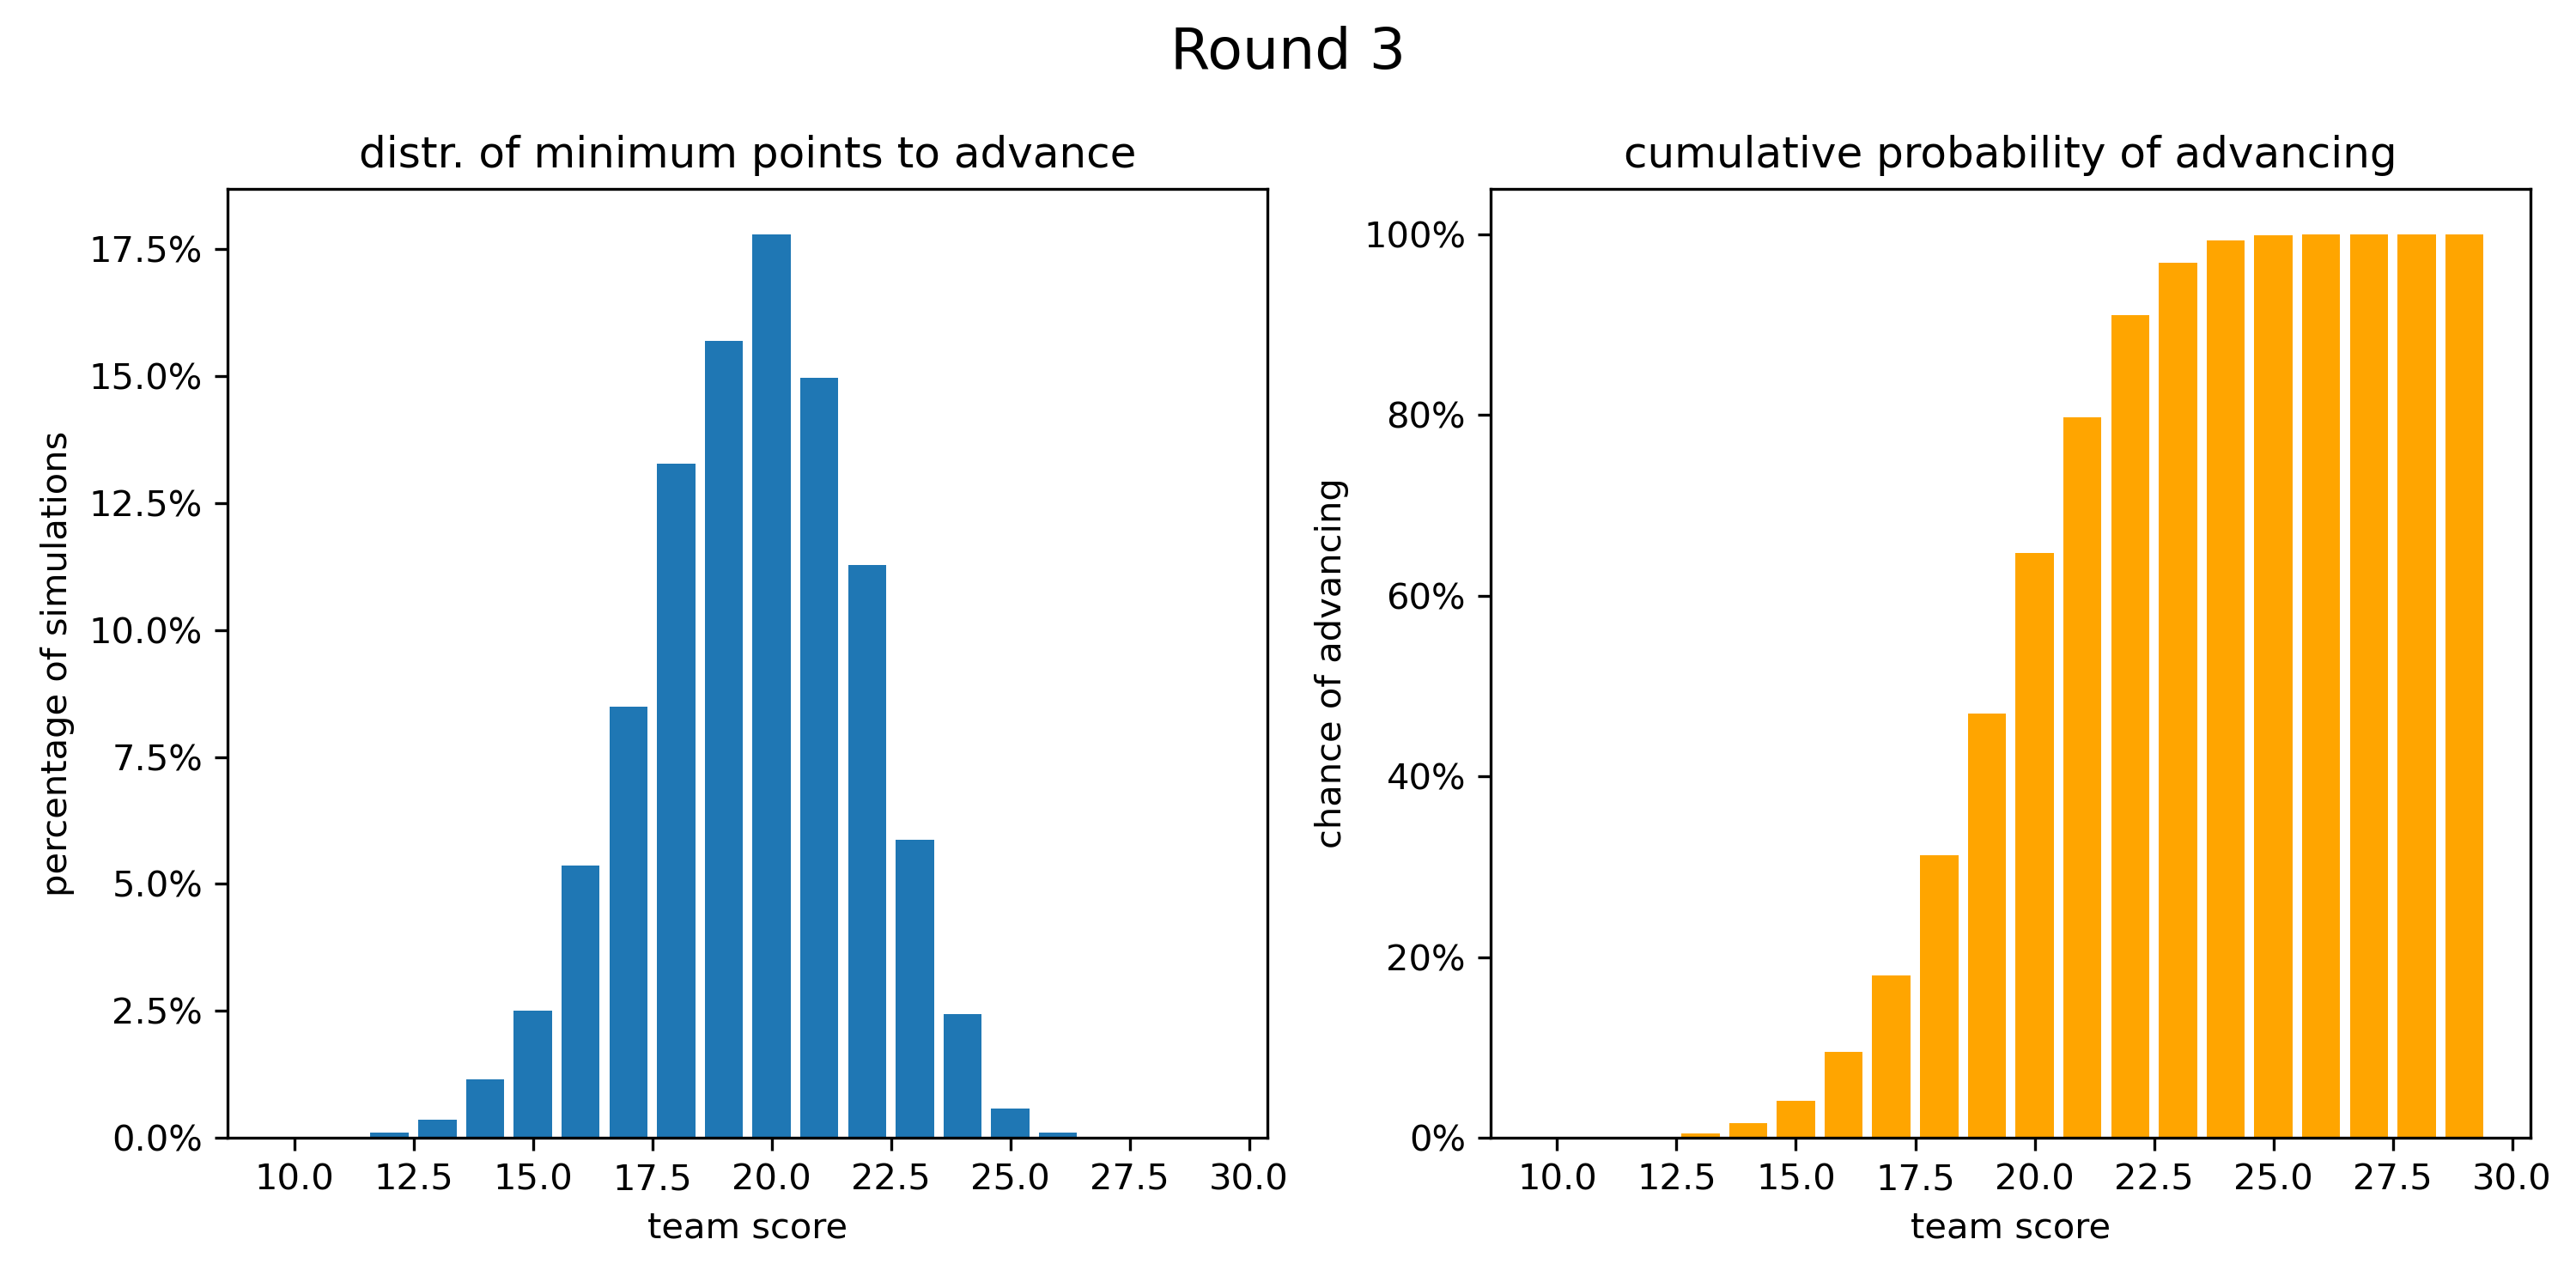 Round 3
distr. of minimum points to advance
percentage of simulations
17.5%
15.0%
12.5%
10.0%
7.5%
5.0%
2.5%
0.0%
10.0 12.5 15.0 17.5 20.0 22.5 25.0 27.5 30.0
team score
cumulative probability of advancing
chance of advancing
100%
80%
60%
40%
20%
0%
10.0 12.5 15.0 17.5 20.0 22.5 25.0 27.5 30.0
team score